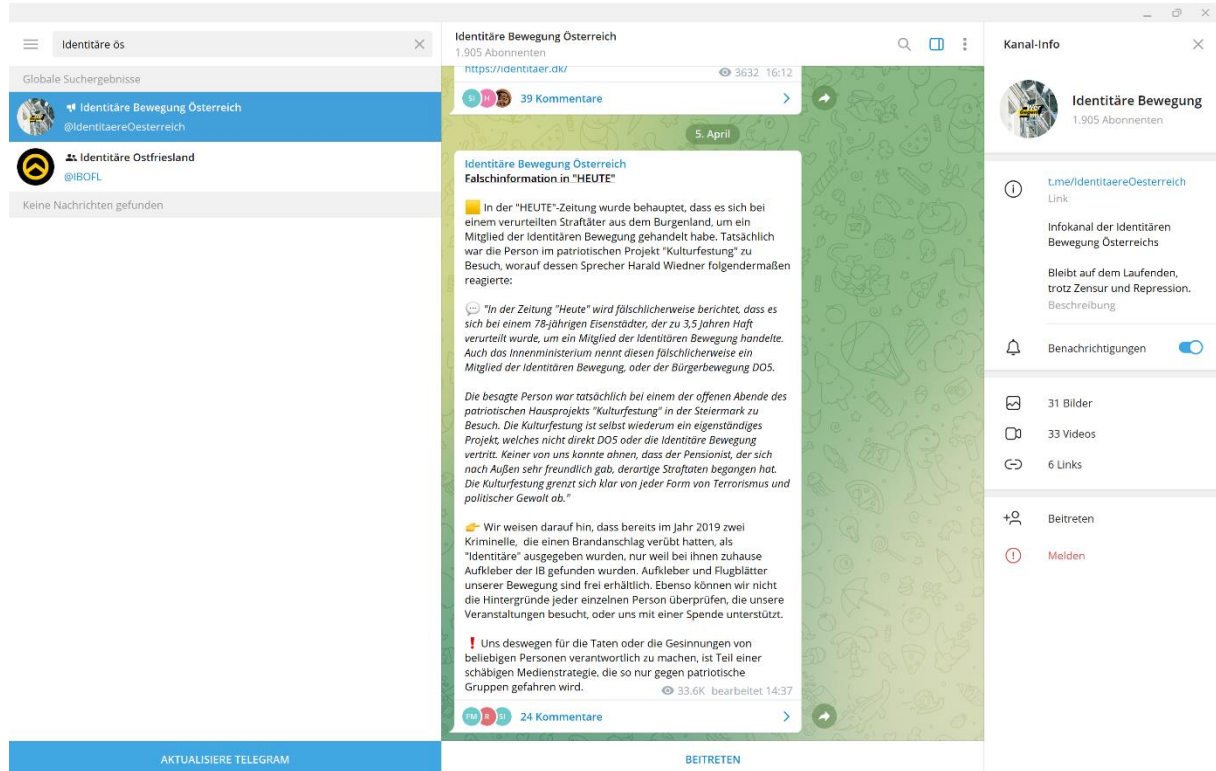 Identitäre ös
Globale Suchergebnisse
Identitäre Bewegung Österreich
@IdentitaereOesterreich
Identitäre Ostfriesland
@IBOFL
Keine Nachrichten gefunden
AKTUALISIERE TELEGRAM
Identitäre Bewegung Österreich
1.905 Abonnenten
https://identitaer.dk/
3632 16:12
SI H 39 Kommentare
5. April
Identitäre Bewegung Österreich
Falschinformation in "HEUTE"
In der "HEUTE"-Zeitung wurde behauptet, dass es sich bei
einem verurteilten Straftäter aus dem Burgenland, um ein
Mitglied der Identitären Bewegung gehandelt habe. Tatsächlich
war die Person im patriotischen Projekt "Kulturfestung" zu
Besuch, worauf dessen Sprecher Harald Wiedner folgendermaßen
reagierte:
"In der Zeitung "Heute" wird fälschlicherweise berichtet, dass es
sich bei einem 78-jährigen Eisenstädter, der zu 3,5 Jahren Haft
verurteilt wurde, um ein Mitglied der Identitären Bewegung handelte.
Auch das Innenministerium nennt diesen fälschlicherweise ein
Mitglied der Identitären Bewegung, oder der Bürgerbewegung DO5.
Die besagte Person war tatsächlich bei einem der offenen Abende des
patriotischen Hausprojekts "Kulturfestung" in der Steiermark zu
Besuch. Die Kulturfestung ist selbst wiederum ein eigenständiges
Projekt, welches nicht direkt DO5 oder die Identitäre Bewegung
vertritt. Keiner von uns konnte ahnen, dass der Pensionist, der sich
nach Außen sehr freundlich gab, derartige Straftaten begangen hat.
Die Kulturfestung grenzt sich klar von jeder Form von Terrorismus und
politischer Gewalt ab."
Wir weisen darauf hin, dass bereits im Jahr 2019 zwei
Kriminelle, die einen Brandanschlag verübt hatten, als
"Identitäre" ausgegeben wurden, nur weil bei ihnen zuhause
Aufkleber der IB gefunden wurden. Aufkleber und Flugblätter
unserer Bewegung sind frei erhältlich. Ebenso können wir nicht
die Hintergründe jeder einzelnen Person überprüfen, die unsere
Veranstaltungen besucht, oder uns mit einer Spende unterstützt.
Uns deswegen für die Taten oder die Gesinnungen von
beliebigen Personen verantwortlich zu machen, ist Teil einer
schäbigen Medienstrategie, die so nur gegen patriotische
Gruppen gefahren wird.
33.6K bearbeitet 14:37
FM R SI 24 Kommentare
BEITRETEN
Kanal-Info
Identitäre Bewegung
1.905 Abonnenten
t.me/IdentitaereOesterreich
Link
Infokanal der Identitären
Bewegung Österreichs
Bleibt auf dem Laufenden,
trotz Zensur und Repression.
Beschreibung
Benachrichtigungen
31 Bilder
33 Videos
6 Links
Beitreten
Melden